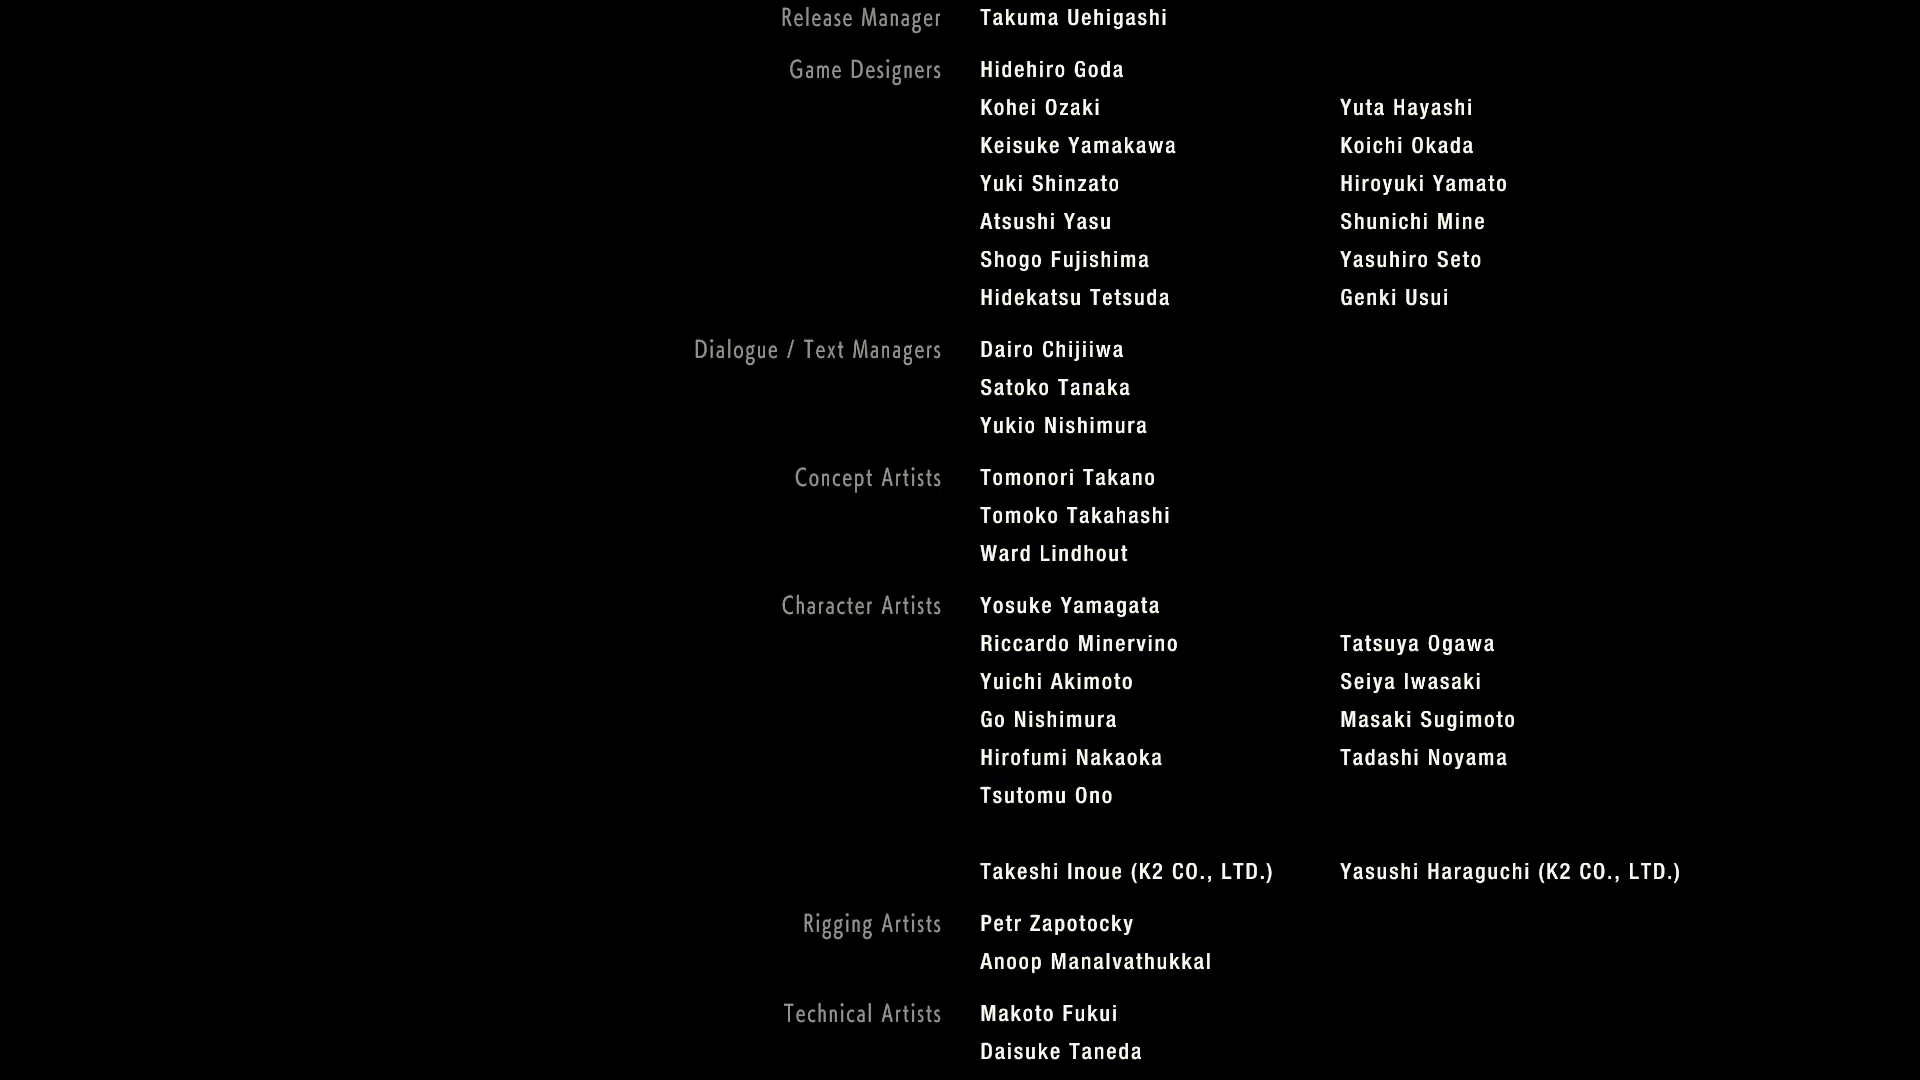 Release Manager Takuma Uehigashi
Game Designers Hidehiro Goda
Kohei Ozaki Yuta Hayashi
Keisuke Yamakawa Koichi Okada
Yuki Shinzato Hiroyuki Yamato
Atsushi Yasu Shunichi Mine
Shogo Fujishima Yasuhiro Seto
Hidekatsu Tetsuda Genki Usui
Dialogue / Text Managers Dairo Chijiiwa
Satoko Tanaka
Yukio Nishimura
Concept Artists Tomonori Takano
Tomoko Takahashi
Ward Lindhout
Character Artists Yosuke Yamagata
Riccardo Minervino Tatsuya Ogawa
Yuichi Akimoto Seiya Iwasaki
Go Nishimura Masaki Sugimoto
Hirofumi Nakaoka Tadashi Noyama
Tsutomu Ono
Takeshi Inoue (K2 CO., LTD.) Yasushi Haraguchi (K2 CO., LTD.)
Rigging Artists Petr Zapotocky
Anoop Manalvathukkal
Technical Artists Makoto Fukui
Daisuke Taneda